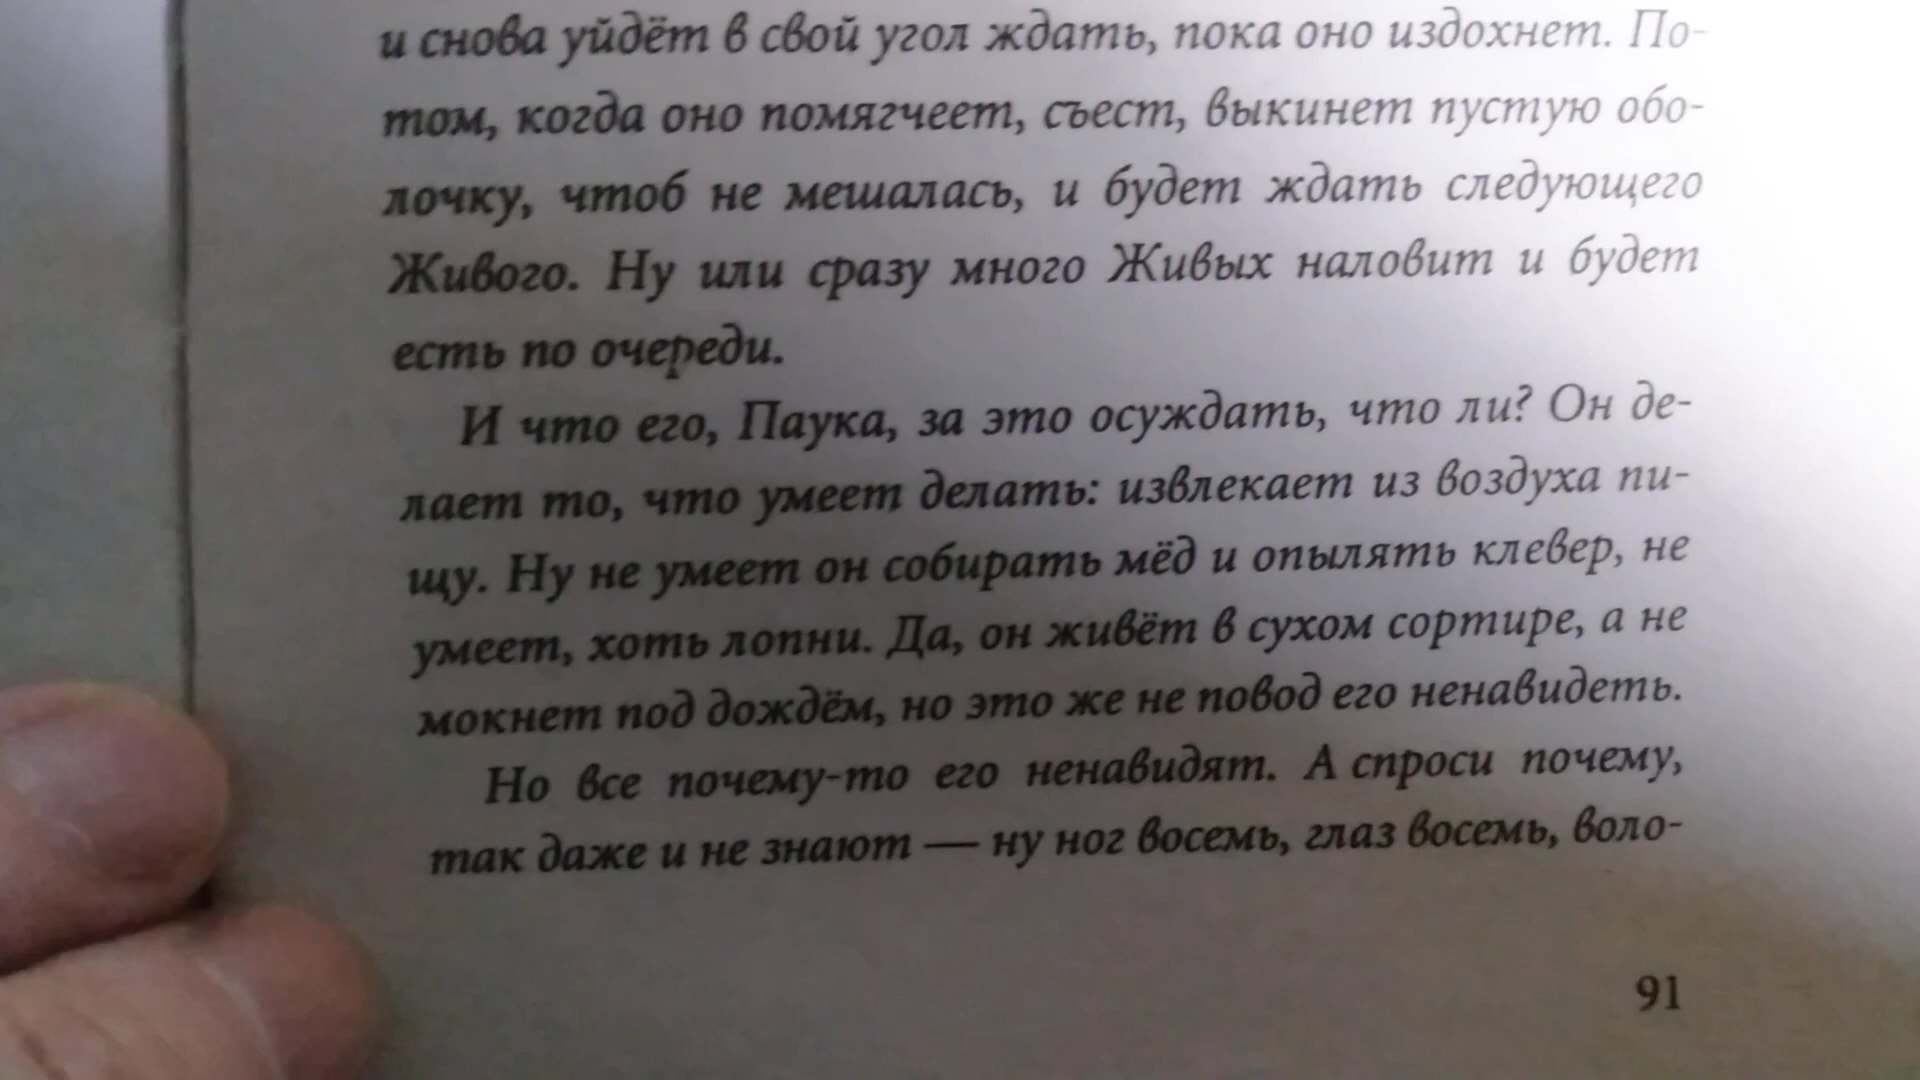 и снова уйдёт в свой угол ждать, пока оно издохнет. По-
том, когда оно помягчеет, съест, выкинет пустую обо-
лочку, чтоб не мешалась, и будет ждать следующего
Живого. Ну или сразу много Живых наловит и будет
есть по очереди.
И что его, Паука, за это осуждать, что ли? Он де-
лает то, что умеет делать: извлекает из воздуха пи-
щу. Ну не умеет он собирать мёд и опылять клевер, не
умеет, хоть лопни. Да, он живёт в сухом сортире, а не
мокнет под дождём, но это же не повод его ненавидеть.
Но все почему-то его ненавидят. А спроси почему,
так даже и не знают — ну ног восемь, глаз восемь, воло-
91